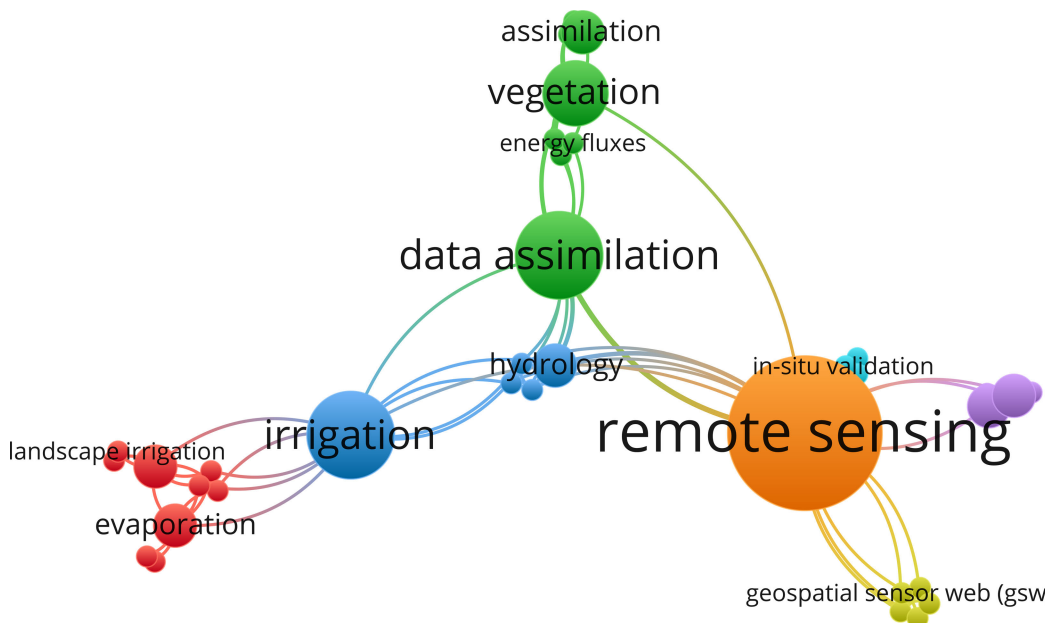 assimilation
vegetation
energy fluxes
data assimilation
hydrology
in-situ validation
irrigation
remote sensing
landscape irrigation
evaporation
geospatial sensor web (gsw